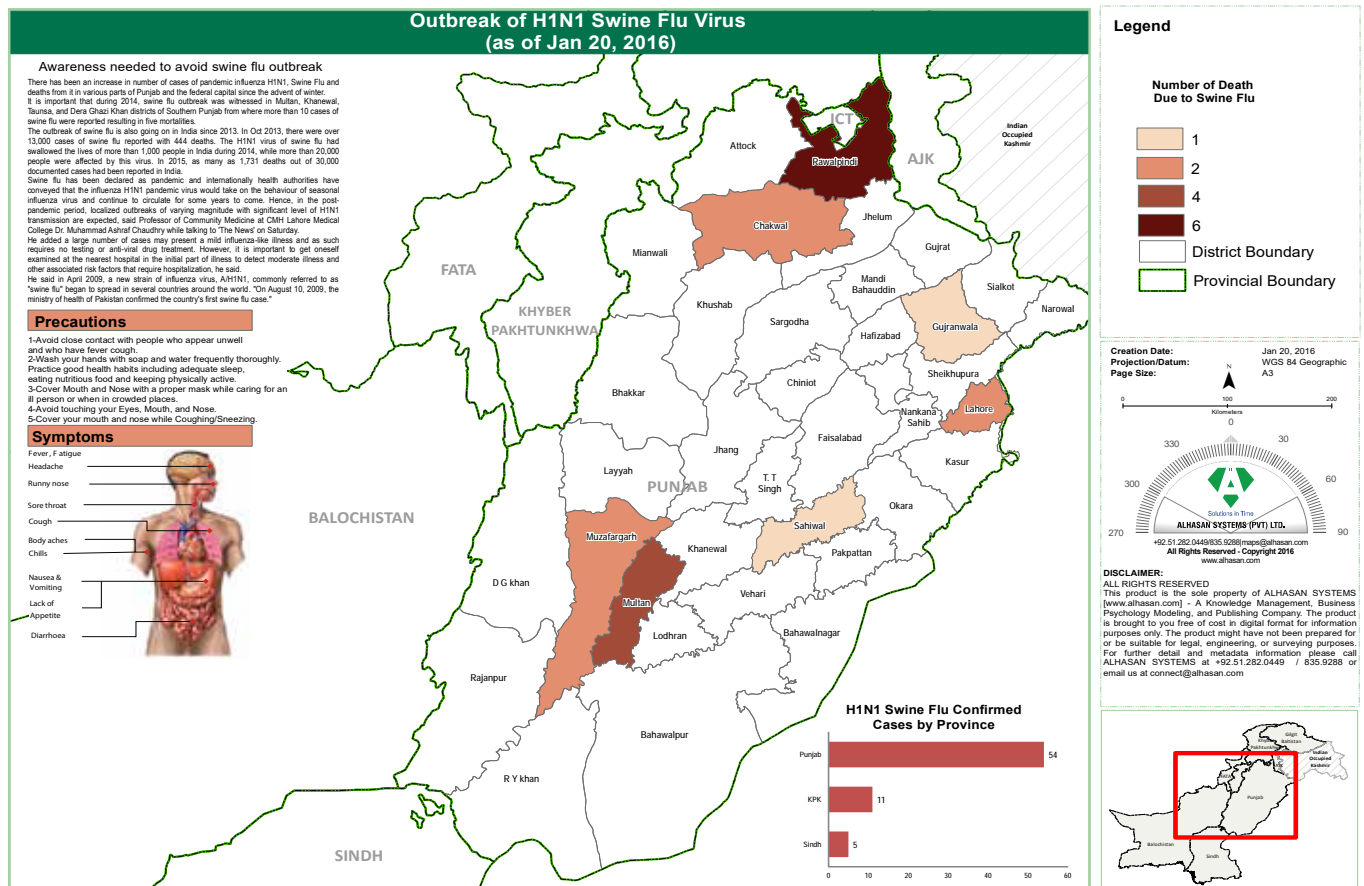 Outbreak of H1N1 Swine Flu Virus
(as of Jan 20, 2016)
Awareness needed to avoid swine flu outbreak
There has been an increase in number of cases of pandemic influenza H1N1, Swine Flu and
deaths from it in various parts of Punjab and the federal capital since the advent of winter.
It is important that during 2014, swine flu outbreak was witnessed in Multan, Khanewal,
Taunsa, and Dera Ghazi Khan districts of Southern Punjab from where more than 10 cases of
swine flu were reported resulting in five mortalities.
The outbreak of swine flu is also going on in India since 2013. In Oct 2013, there were over
13,000 cases of swine flu reported with 444 deaths. The H1N1 virus of swine flu had
swallowed the lives of more than 1,000 people in India during 2014, while more than 20,000
people were affected by this virus. In 2015, as many as 1,731 deaths out of 30,000
documented cases had been reported in India.
Swine flu has been declared as pandemic and internationally health authorities have
conveyed that the influenza H1N1 pandemic virus would take on the behaviour of seasonal
influenza virus and continue to circulate for some years to come. Hence, in the post-
pandemic period, localized outbreaks of varying magnitude with significant level of H1N1
transmission are expected, said Professor of Community Medicine at CMH Lahore Medical
College Dr. Muhammad Ashraf Chaudhry while talking to 'The News' on Saturday.
He added a large number of cases may present a mild influenza-like illness and as such
requires no testing or anti-viral drug treatment. However, it is important to get oneself
examined at the nearest hospital in the initial part of illness to detect moderate illness and
other associated risk factors that require hospitalization, he said.
He said in April 2009, a new strain of influenza virus, A/H1N1, commonly referred to as
"swine flu" began to spread in several countries around the world. "On August 10, 2009, the
ministry of health of Pakistan confirmed the country's first swine flu case."
Precautions
1-Avoid close contact with people who appear unwell
and who have fever cough.
2-Wash your hands with soap and water frequently thoroughly.
Practice good health habits including adequate sleep,
eating nutritious food and keeping physically active.
3-Cover Mouth and Nose with a proper mask while caring for an
ill person or when in crowded places.
4-Avoid touching your Eyes, Mouth, and Nose.
5-Cover your mouth and nose while Coughing/Sneezing.
Symptoms
Fever, Fatigue
Headache
Runny nose
Sore throat
Cough
Body aches
Chills
Nausea &
Vomiting
Lack of
Appetite
Diarrhoea
ICT
Attock
Rawalpindi
AJK
Indian
Occupied
Kashmir
Chakwal
Jhelum
Mianwali
Gujrat
FATA
Mandi
Bahauddin
Sialkot
Khushab
Narowal
KHYBER
PAKHTUNKHWA
Sargodha
Gujranwala
Hafizabad
Sheikhupura
Chiniot
Bhakkar
Lahore
Nankana
Sahib
Faisalabad
Jhang
Kasur
Layyah
T. T
Singh
PUNJAB
Okara
BALOCHISTAN
Sahiwal
Muzafargarh
Khanewal
Pakpattan
D G khan
Vehari
Multan
Lodhran
Bahawalnagar
Rajanpur
Bahawalpur
R Y khan
SINDH
H1N1 Swine Flu Confirmed
Cases by Province
Punjab
54
KPK
11
Sindh
5
0 10 20 30 40 50 60
Legend
Number of Death
Due to Swine Flu
1
2
4
6
District Boundary
Provincial Boundary
Creation Date: Jan 20, 2016
Projection/Datum: WGS 84 Geographic
Page Size: A3
N
0 100 200
Kilometers
0
330 30
300 60
270 90
Solutions in Time
ALHASAN SYSTEMS (PVT) LTD.
+92.51.282.0449/835.9288|maps@alhasan.com
All Rights Reserved - Copyright 2016
www.alhasan.com
DISCLAIMER:
ALL RIGHTS RESERVED
This product is the sole property of ALHASAN SYSTEMS
[www.alhasan.com] - A Knowledge Management, Business
Psychology Modeling, and Publishing Company. The product
is brought to you free of cost in digital format for information
purposes only. The product might have not been prepared for
or be suitable for legal, engineering, or surveying purposes.
For further detail and metadata information please call
ALHASAN SYSTEMS at +92.51.282.0449 / 835.9288 or
email us at connect@alhasan.com
Gilgit
Baltistan
Pakhtunkhwa
Indian
Occupied
Kashmir
FATA
Punjab
Balochistan
Sindh